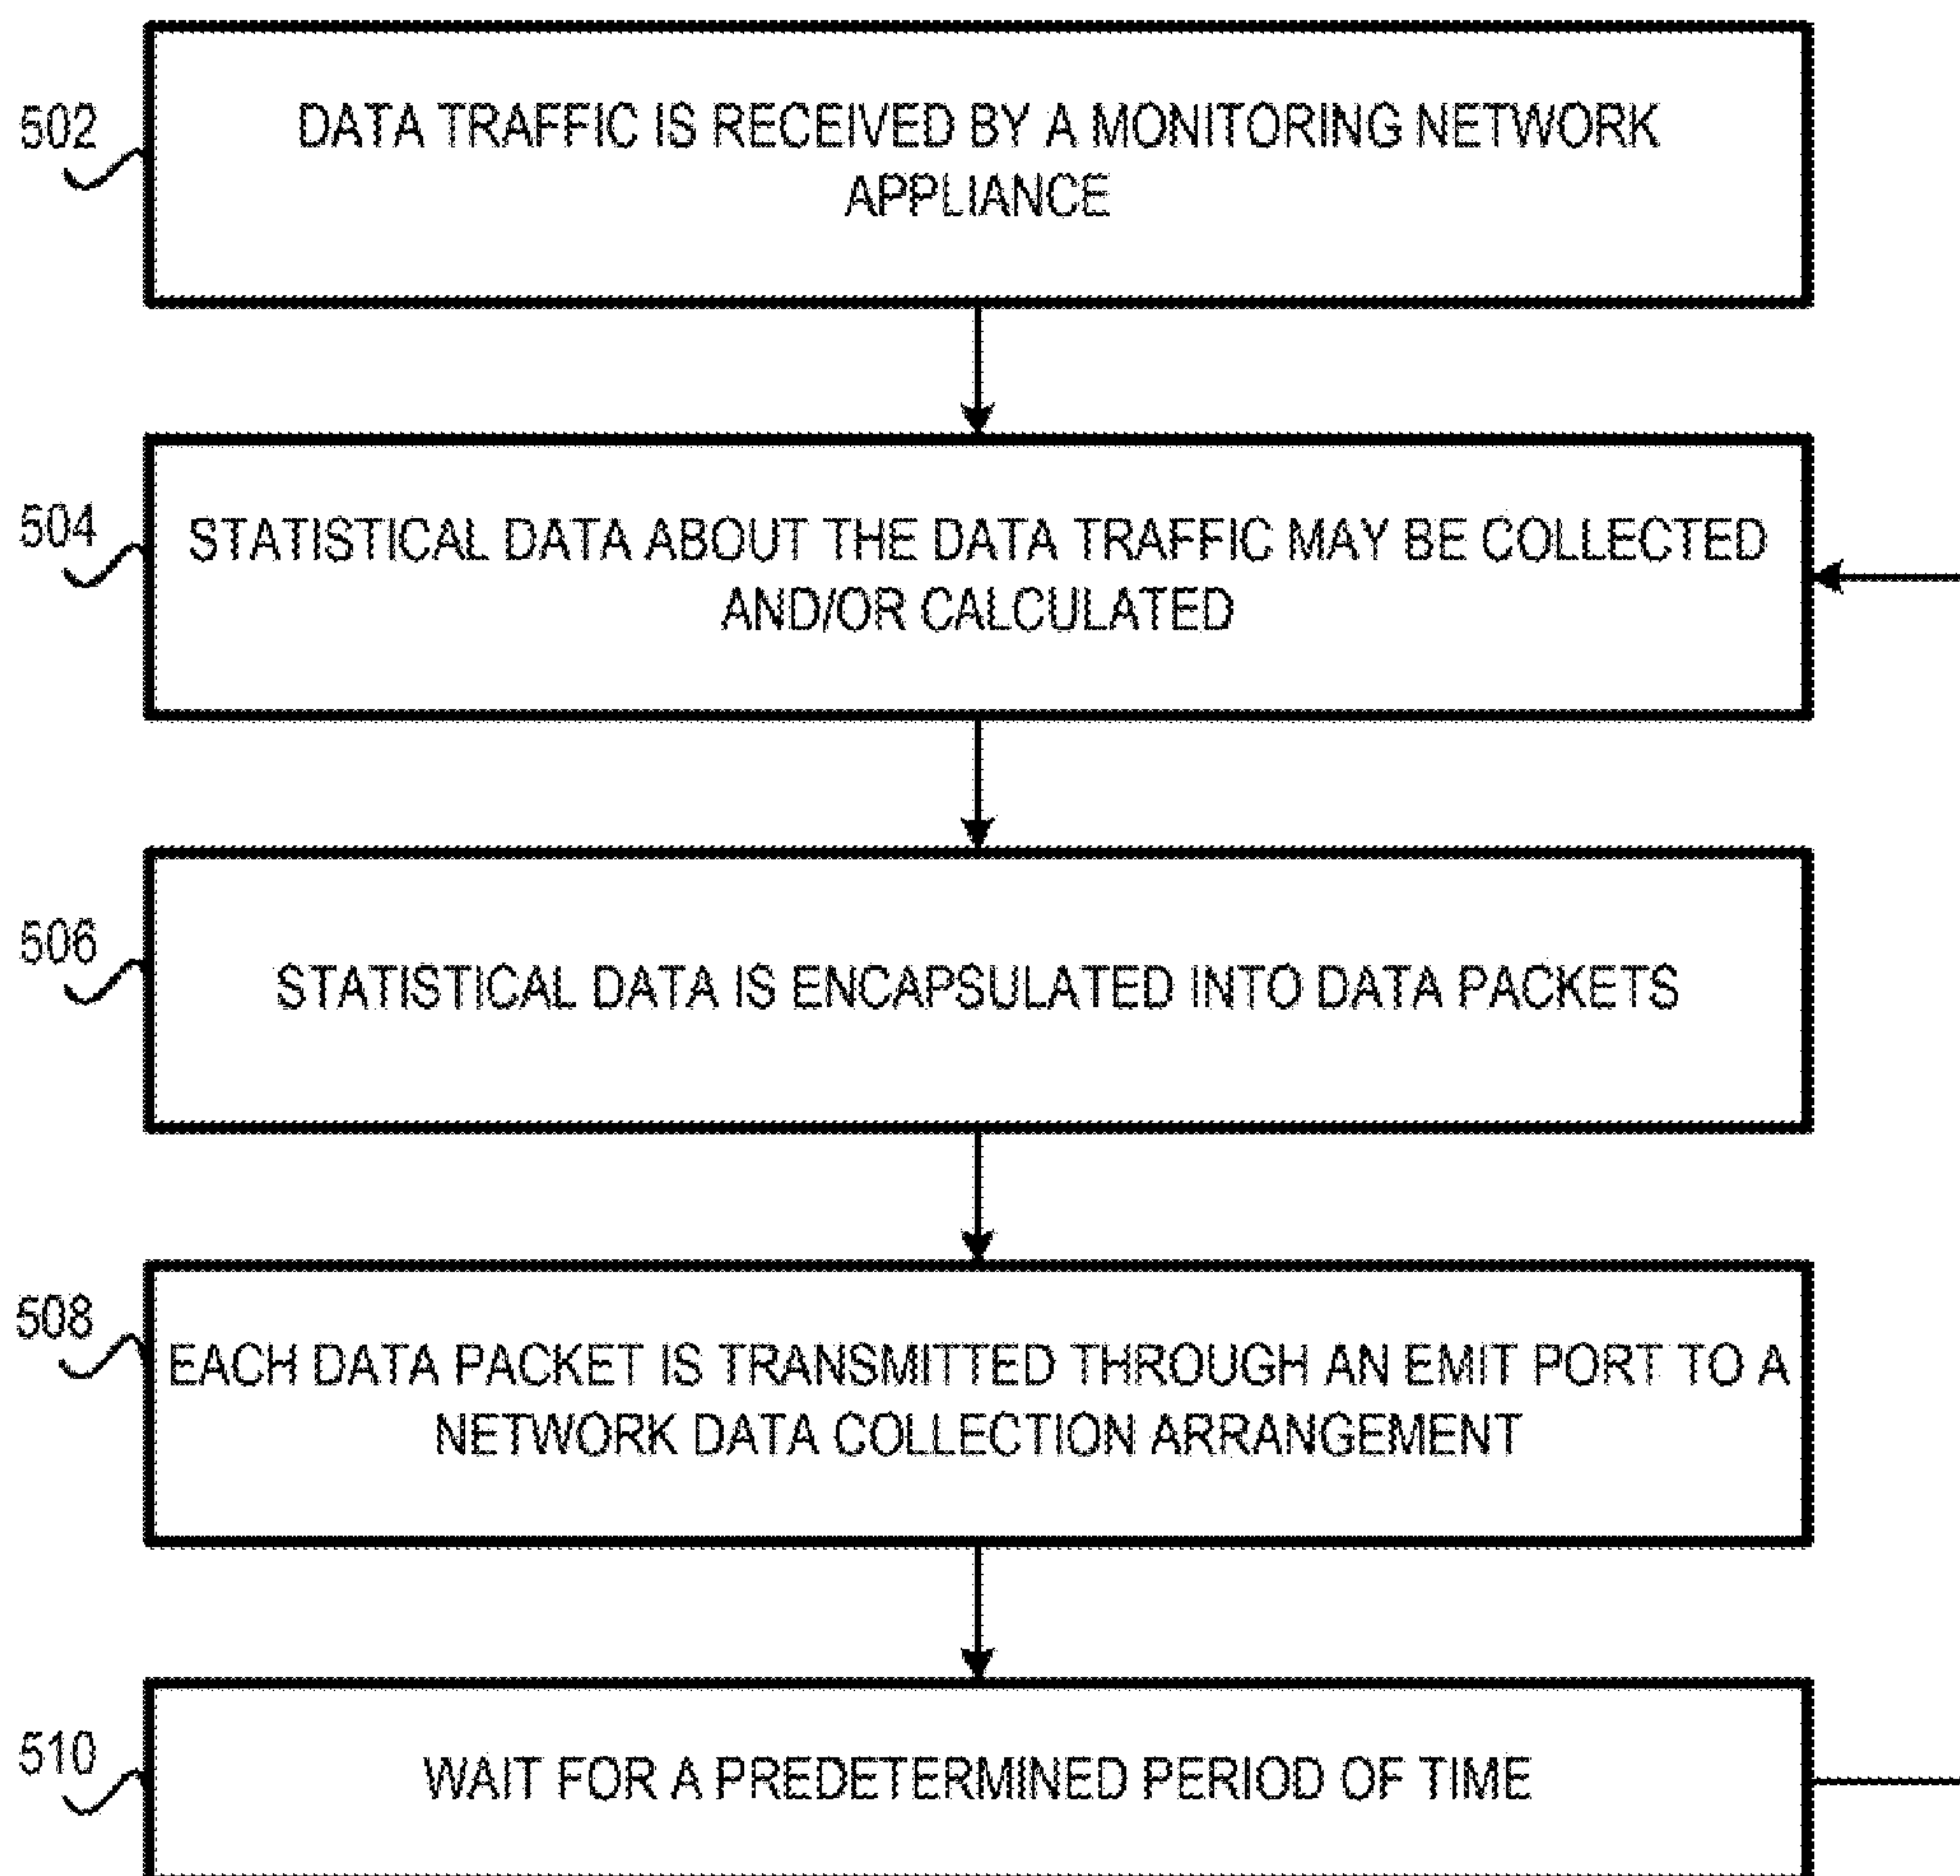 502
DATA TRAFFIC IS RECEIVED BY A MONITORING NETWORK
APPLIANCE
504
STATISTICAL DATA ABOUT THE DATA TRAFFIC MAY BE COLLECTED
AND/OR CALCULATED
506
STATISTICAL DATA IS ENCAPSULATED INTO DATA PACKETS
508
EACH DATA PACKET IS TRANSMITTED THROUGH AN EMIT PORT TO A
NETWORK DATA COLLECTION ARRANGEMENT
510
WAIT FOR A PREDETERMINED PERIOD OF TIME